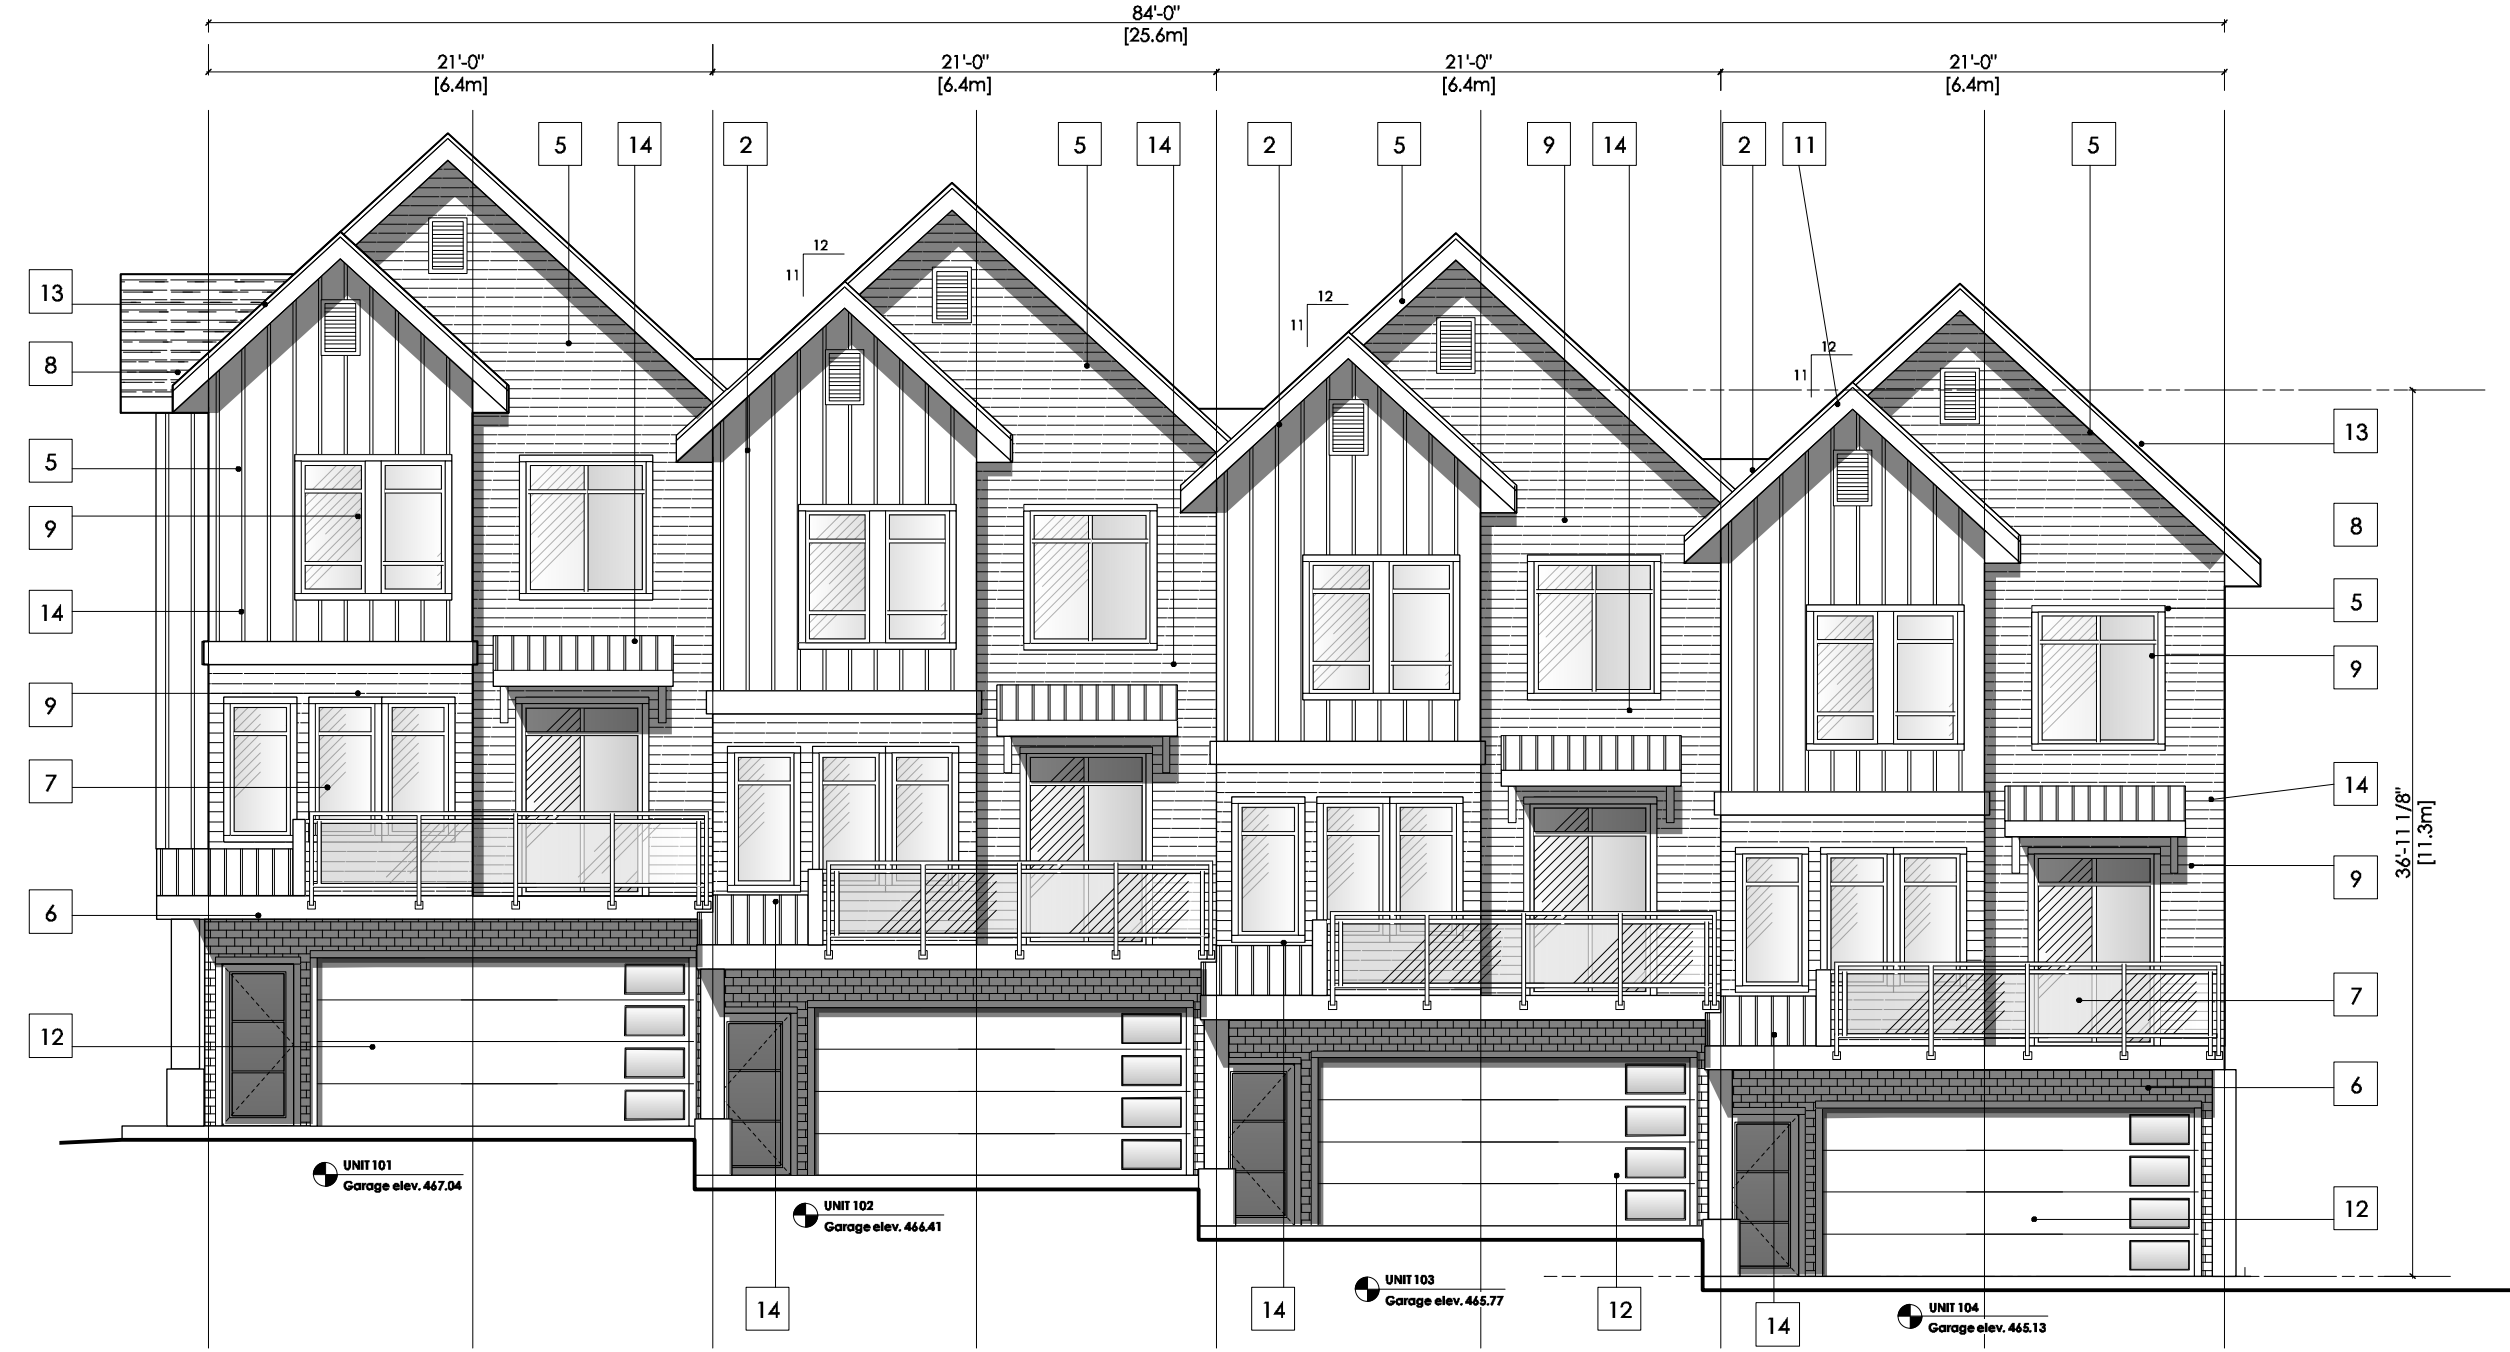 84'-0"
[25.6m]
21'-0" 21'-0" 21'-0" 21'-0"
[6.4m] [6.4m] [6.4m] [6.4m]
5 14 2 5 14 2 5 9 14 2 11 5
12
11
12
11
12
11
13
8
5
9
14
9
7
6
12
13
8
5
9
14
9
7
6
12
36'-11 1/8"
[11.3m]
UNIT 101
Garage elev. 467.04
UNIT 102
Garage elev. 466.41
UNIT 103
Garage elev. 465.77
UNIT 104
Garage elev. 465.13
14 14 12 14